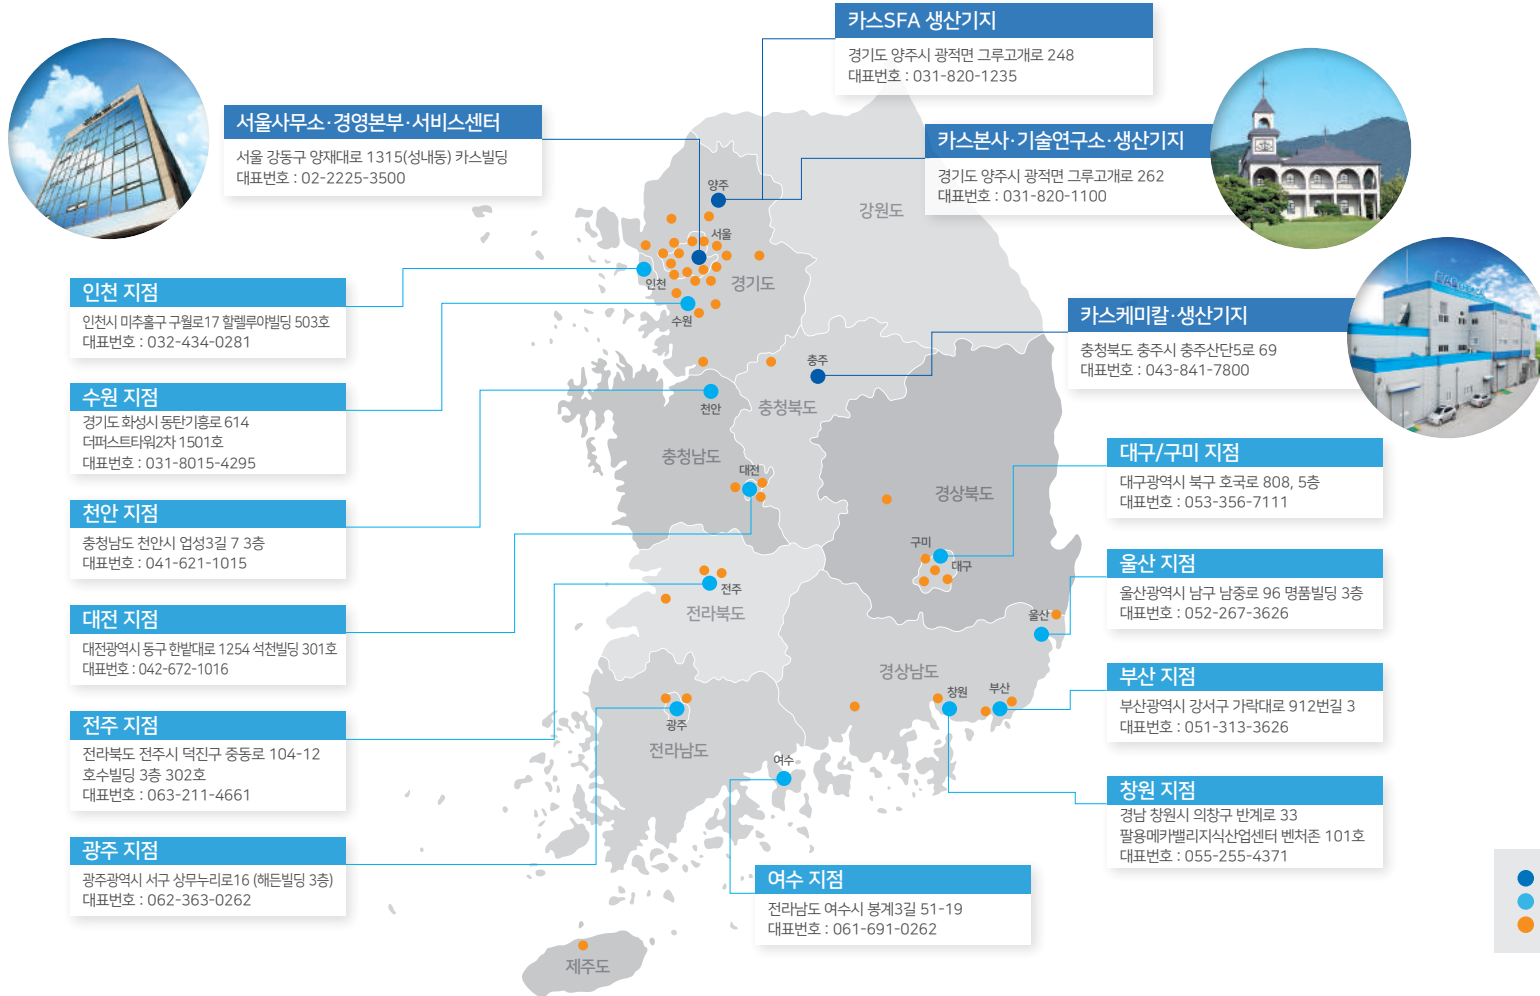 카스SFA 생산기지
경기도 양주시 광적면 그루고개로 248
대표번호 : 031-820-1235
서울사무소·경영본부·서비스센터
서울 강동구 양재대로 1315(성내동) 카스빌딩
대표번호 : 02-2225-3500
카스본사·기술연구소·생산기지
경기도 양주시 광적면 그루고개로 262
대표번호 : 031-820-1100
양주
강원도
서울
인천
경기도
수원
인천 지점
인천시 미추홀구 구월로17 할렐루야빌딩 503호
대표번호 : 032-434-0281
카스케미칼·생산기지
충청북도 충주시 충주산단5로 69
대표번호 : 043-841-7800
수원 지점
경기도 화성시 동탄기흥로 614
더퍼스트타워2차 1501호
대표번호 : 031-8015-4295
충주
천안
충청북도
충청남도
대전
경상북도
대구/구미 지점
대구광역시 북구 호국로 808, 5층
대표번호 : 053-356-7111
천안 지점
충청남도 천안시 업성3길 7 3층
대표번호 : 041-621-1015
구미
대구
울산 지점
울산광역시 남구 남중로 96 명품빌딩 3층
대표번호 : 052-267-3626
대전 지점
대전광역시 동구 한밭대로 1254 석천빌딩 301호
대표번호 : 042-672-1016
전주
전라북도
울산
경상남도
창원
부산
부산 지점
부산광역시 강서구 가락대로 912번길 3
대표번호 : 051-313-3626
전주 지점
전라북도 전주시 덕진구 중동로 104-12
호수빌딩 3층 302호
대표번호 : 063-211-4661
광주
전라남도
여수
창원 지점
경남 창원시 의창구 반계로 33
팔용메카밸리지식산업센터 벤처존 101호
대표번호 : 055-255-4371
광주 지점
광주광역시 서구 상무누리로16 (해든빌딩 3층)
대표번호 : 062-363-0262
여수 지점
전라남도 여수시 봉계3길 51-19
대표번호 : 061-691-0262
제주도